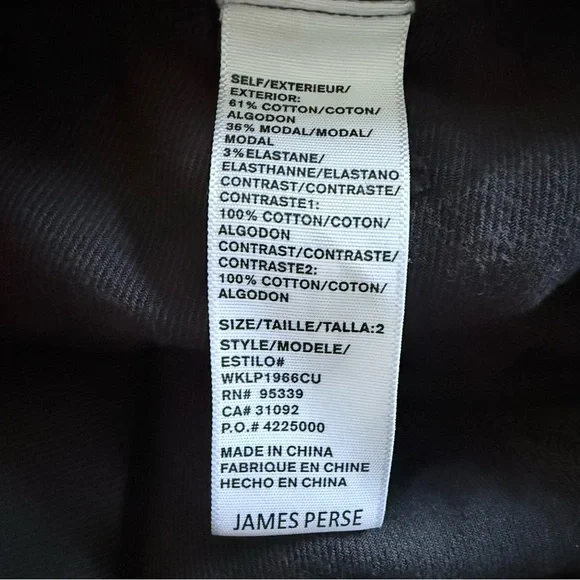 SELF/EXTERIEUR/
EXTERIOR:
61% COTTON/COTON/
ALGODON
36% MODAL/MODAL/
MODAL
3%ELASTANE/
ELASTHANNE/ELASTANO
CONTRAST/CONTRASTE/
CONTRASTE1:
100% COTTON/COTON/
ALGODON
CONTRAST/CONTRASTE/
CONTRASTE2:
100% COTTON/COTON/
ALGODON
SIZE/TAILLE/TALLA:2
STYLE/MODELE/
ESTILO#
WKLP1966CU
RN# 95339
CA# 31092
P.O.# 4225000
MADE IN CHINA
FABRIQUE EN CHINE
HECHO EN CHINA
JAMES PERSE